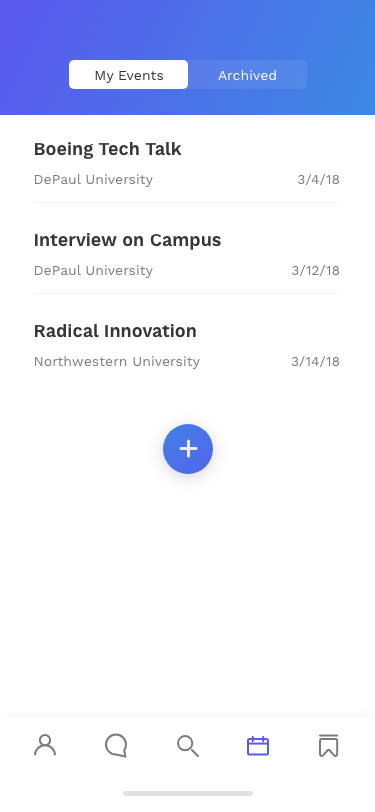 My Events Archived
Boeing Tech Talk
DePaul University 3/4/18
Interview on Campus
DePaul University 3/12/18
Radical Innovation
Northwestern University 3/14/18